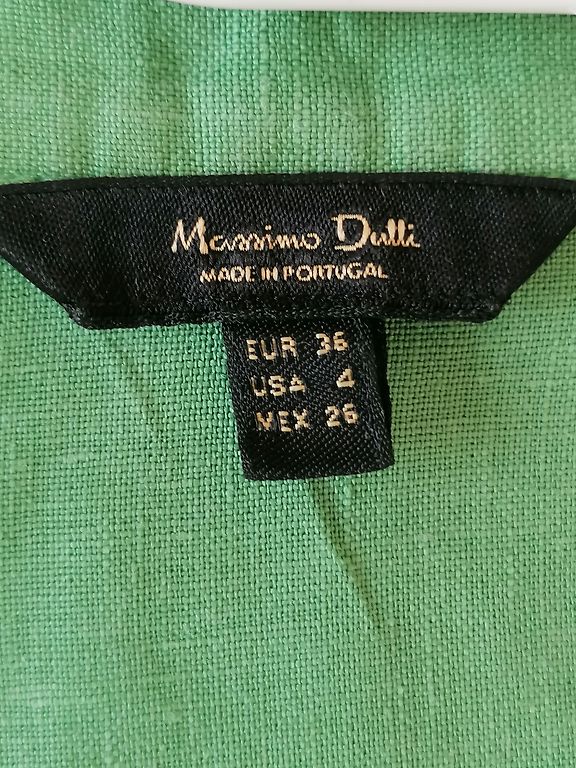 Massimo Dutti
MADE IN PORTUGAL
EUR 36
USA 4
MEX 26